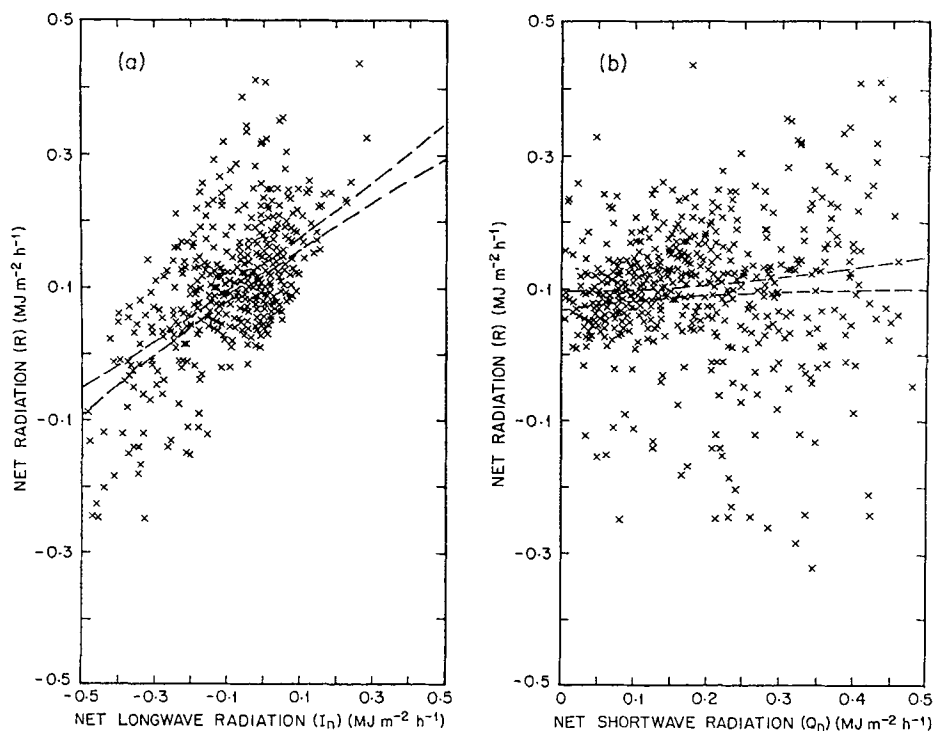 (a)
NET RADIATION (R) (MJ m⁻² h⁻¹)
0·5
0·3
0·1
-0·1
-0·3
-0·5
-0·5 -0·3 -0·1 0·1 0·3 0·5
NET LONGWAVE RADIATION (Iₙ) (MJ m⁻² h⁻¹)
(b)
NET RADIATION (R) (MJ m⁻² h⁻¹)
0·5
0·3
0·1
-0·1
-0·3
-0·5
0 0·1 0·2 0·3 0·4 0·5
NET SHORTWAVE RADIATION (Qₙ) (MJ m⁻² h⁻¹)